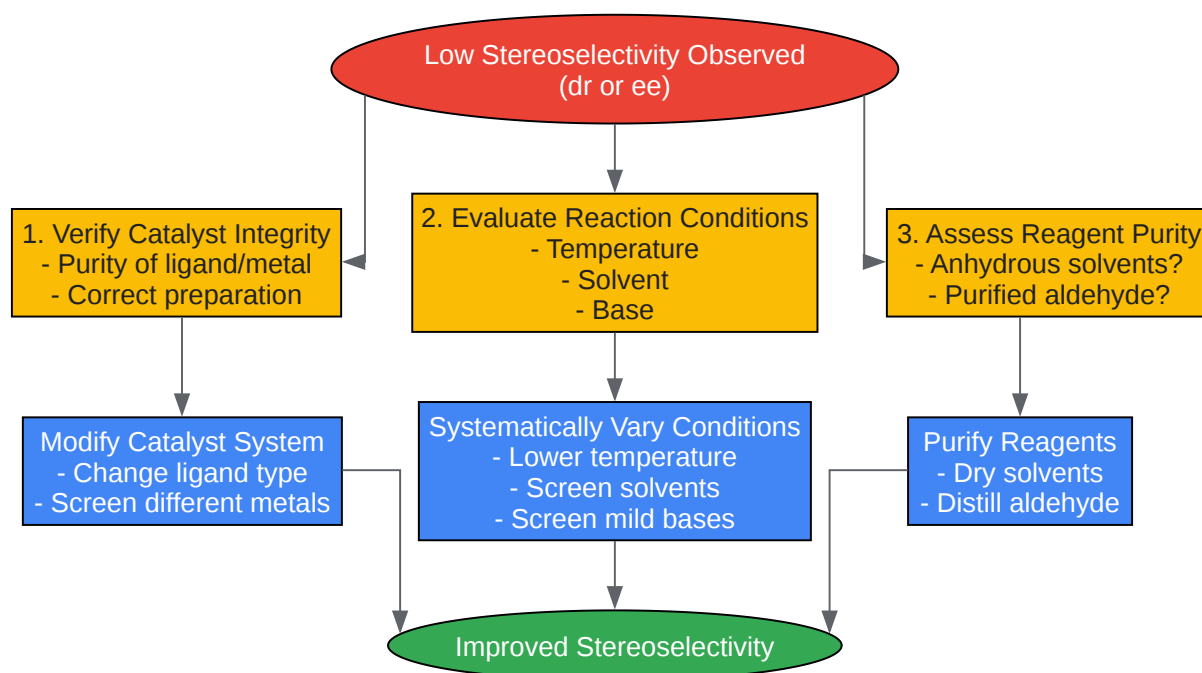 Low Stereoselectivity Observed
(dr or ee)
1. Verify Catalyst Integrity
- Purity of ligand/metal
- Correct preparation
2. Evaluate Reaction Conditions
- Temperature
- Solvent
- Base
3. Assess Reagent Purity
- Anhydrous solvents?
- Purified aldehyde?
Modify Catalyst System
- Change ligand type
- Screen different metals
Systematically Vary Conditions
- Lower temperature
- Screen solvents
- Screen mild bases
Purify Reagents
- Dry solvents
- Distill aldehyde
Improved Stereoselectivity